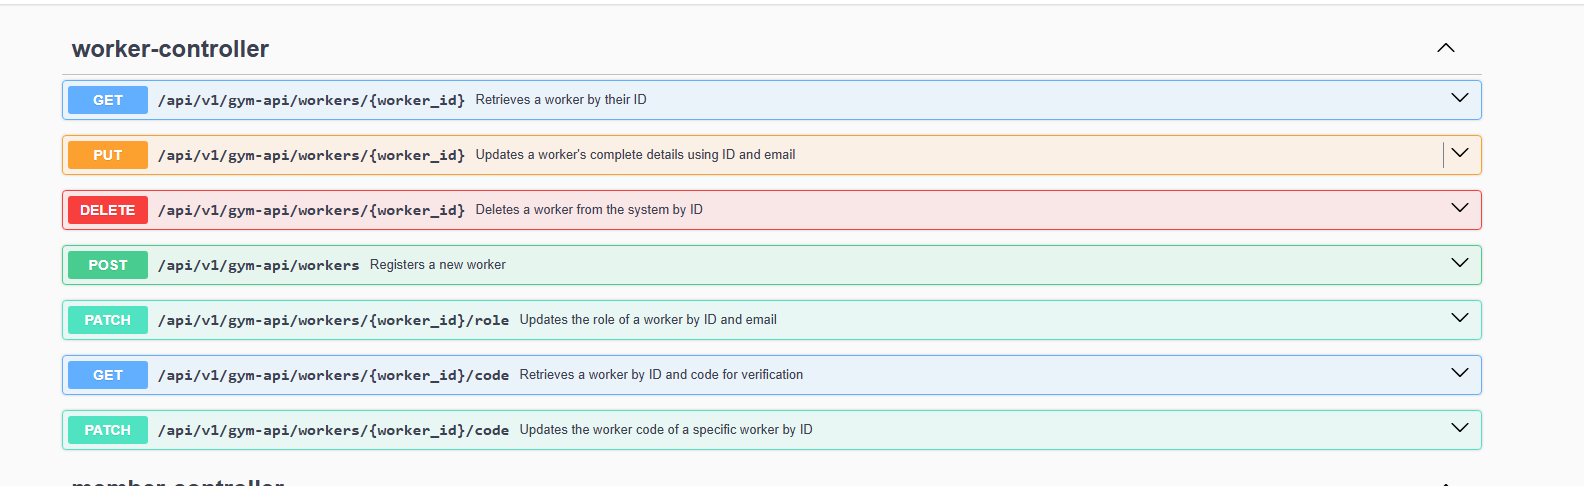 worker-controller
GET /api/v1/gym-api/workers/{worker_id} Retrieves a worker by their ID
PUT /api/v1/gym-api/workers/{worker_id} Updates a worker's complete details using ID and email
DELETE /api/v1/gym-api/workers/{worker_id} Deletes a worker from the system by ID
POST /api/v1/gym-api/workers Registers a new worker
PATCH /api/v1/gym-api/workers/{worker_id}/role Updates the role of a worker by ID and email
GET /api/v1/gym-api/workers/{worker_id}/code Retrieves a worker by ID and code for verification
PATCH /api/v1/gym-api/workers/{worker_id}/code Updates the worker code of a specific worker by ID
member-controller